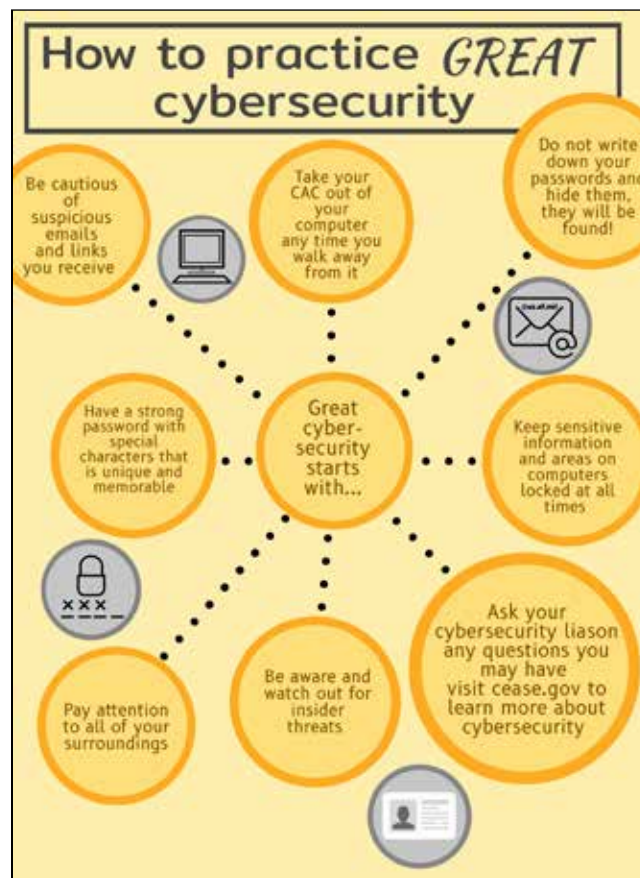 How to practice GREAT
cybersecurity
Be cautious
of
suspicious
emails
and links
you receive
Take your
CAC out of
your
computer
any time you
walk away
from it
Do not write
down your
passwords and
hide them,
they will be
found!
Have a strong
password with
special
characters that
is unique and
memorable
Great
cyber-
security
starts
with...
Keep sensitive
information
and areas on
computers
locked at all
times
×××
Pay attention
to all of your
surroundings
Be aware and
watch out for
insider
threats
Ask your
cybersecurity liason
any questions you
may have
visit cease.gov to
learn more about
cybersecurity